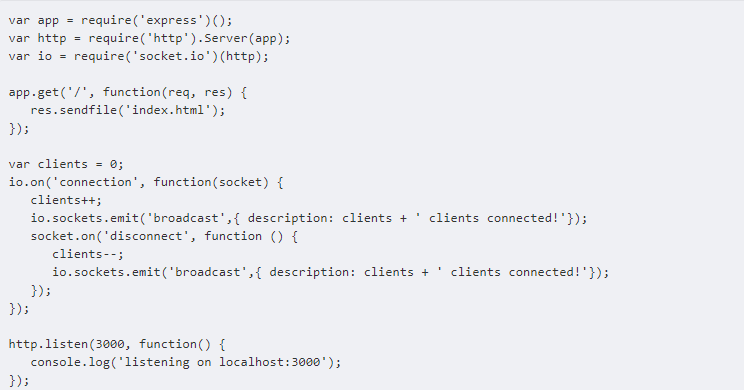 var app = require('express')();
var http = require('http').Server(app);
var io = require('socket.io')(http);

app.get('/', function(req, res) {
   res.sendfile('index.html');
});

var clients = 0;
io.on('connection', function(socket) {
   clients++;
   io.sockets.emit('broadcast',{ description: clients + ' clients connected!'});
   socket.on('disconnect', function () {
      clients--;
      io.sockets.emit('broadcast',{ description: clients + ' clients connected!'});
   });
});

http.listen(3000, function() {
   console.log('listening on localhost:3000');
});